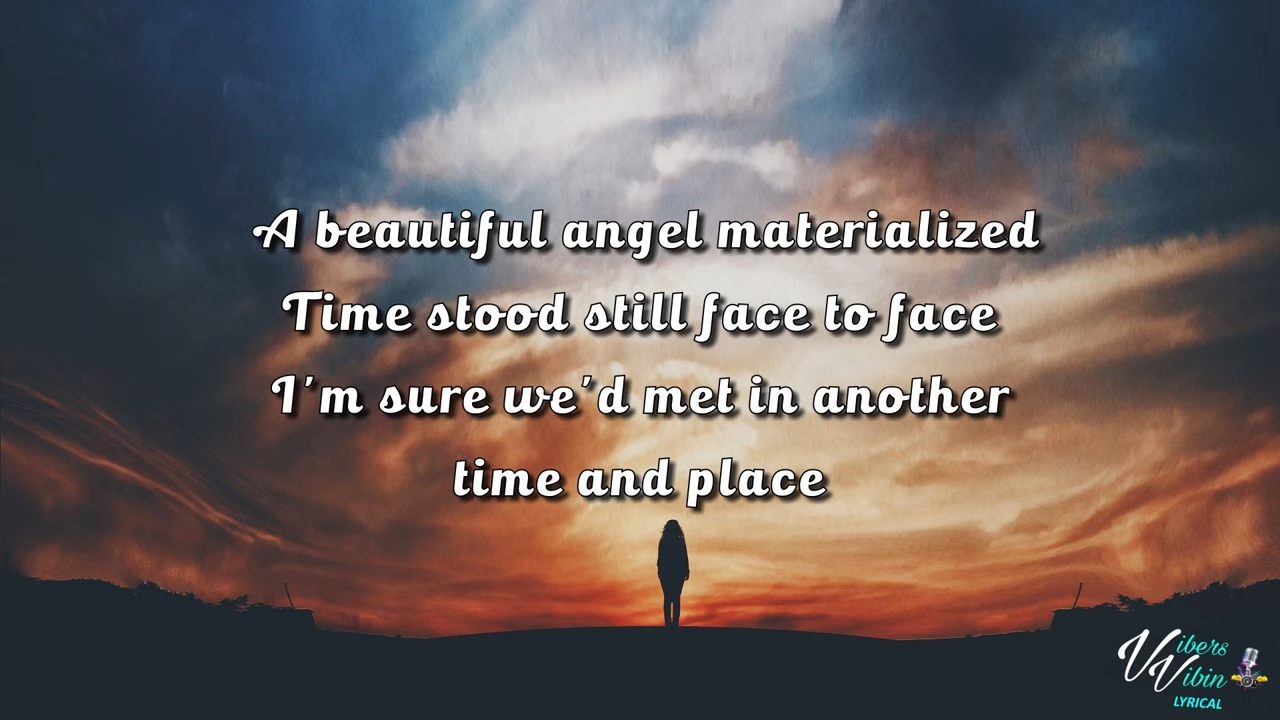 A beautiful angel materialized
Time stood still face to face
I'm sure we'd met in another
time and place
Vibers
Vibin
LYRICAL